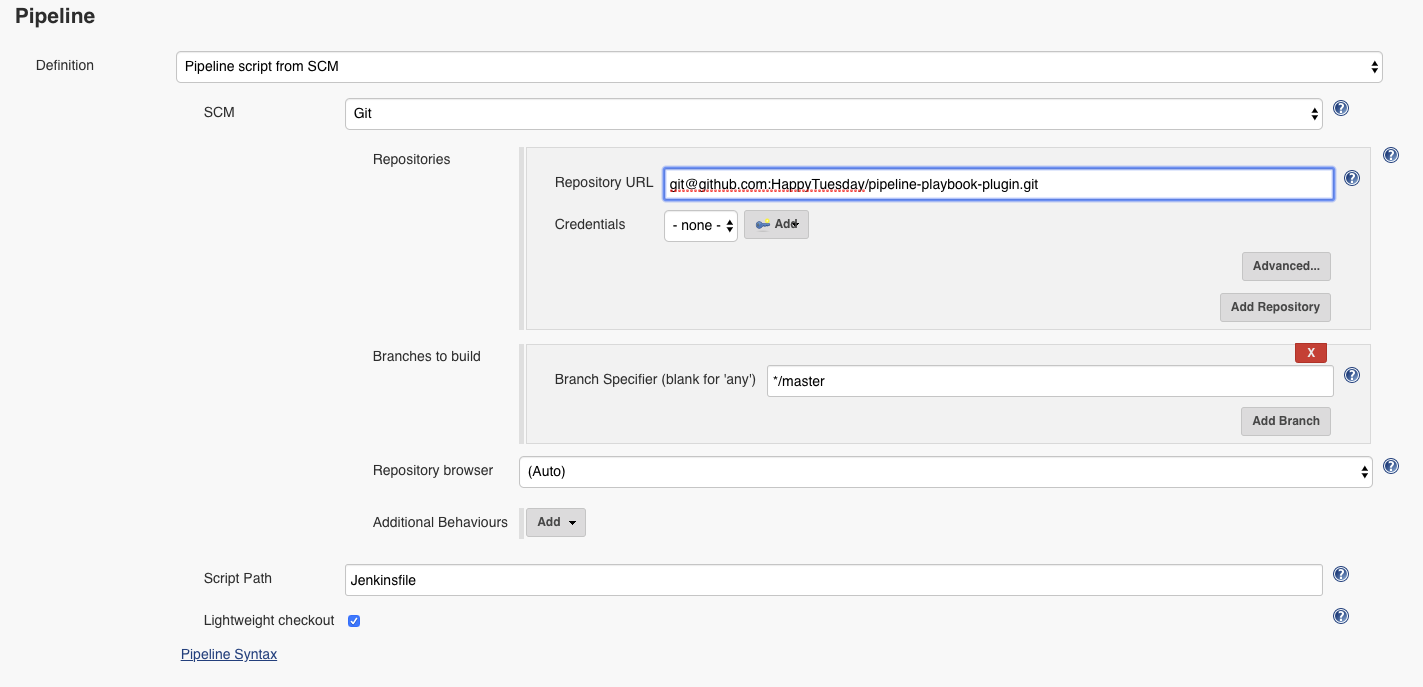 Pipeline
Definition
Pipeline script from SCM
SCM
Git
?
Repositories
?
Repository URL
git@github.com:HappyTuesday/pipeline-playbook-plugin.git
?
Credentials
- none -
Add
Advanced...
Add Repository
Branches to build
X
Branch Specifier (blank for 'any')
*/master
?
Add Branch
Repository browser
(Auto)
?
Additional Behaviours
Add
Script Path
Jenkinsfile
?
Lightweight checkout
?
Pipeline Syntax